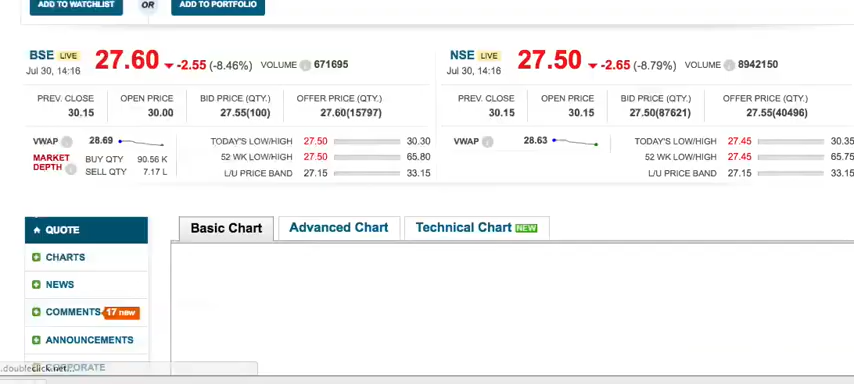 ADD TO WATCHLIST OR ADD TO PORTFOLIO
BSE LIVE 27.60 -2.55 (-8.46%) VOLUME 671695
Jul 30, 14:16
NSE LIVE 27.50 -2.65 (-8.79%) VOLUME 8942150
Jul 30, 14:16
PREV. CLOSE OPEN PRICE BID PRICE (QTY.) OFFER PRICE (QTY.)
30.15 30.00 27.55(100) 27.60(15797)
PREV. CLOSE OPEN PRICE BID PRICE (QTY.) OFFER PRICE (QTY.)
30.15 30.15 27.50(87621) 27.55(40496)
VWAP 28.69
MARKET DEPTH BUY QTY 90.56 K
SELL QTY 7.17 L
TODAY'S LOW/HIGH 27.50 30.30
52 WK LOW/HIGH 27.50 65.80
L/U PRICE BAND 27.15 33.15
VWAP 28.63
TODAY'S LOW/HIGH 27.45 30.35
52 WK LOW/HIGH 27.45 65.75
L/U PRICE BAND 27.15 33.15
QUOTE
CHARTS
NEWS
COMMENTS 17 new
ANNOUNCEMENTS
CORPORATE
Basic Chart Advanced Chart Technical Chart NEW
.doubleclick.net...